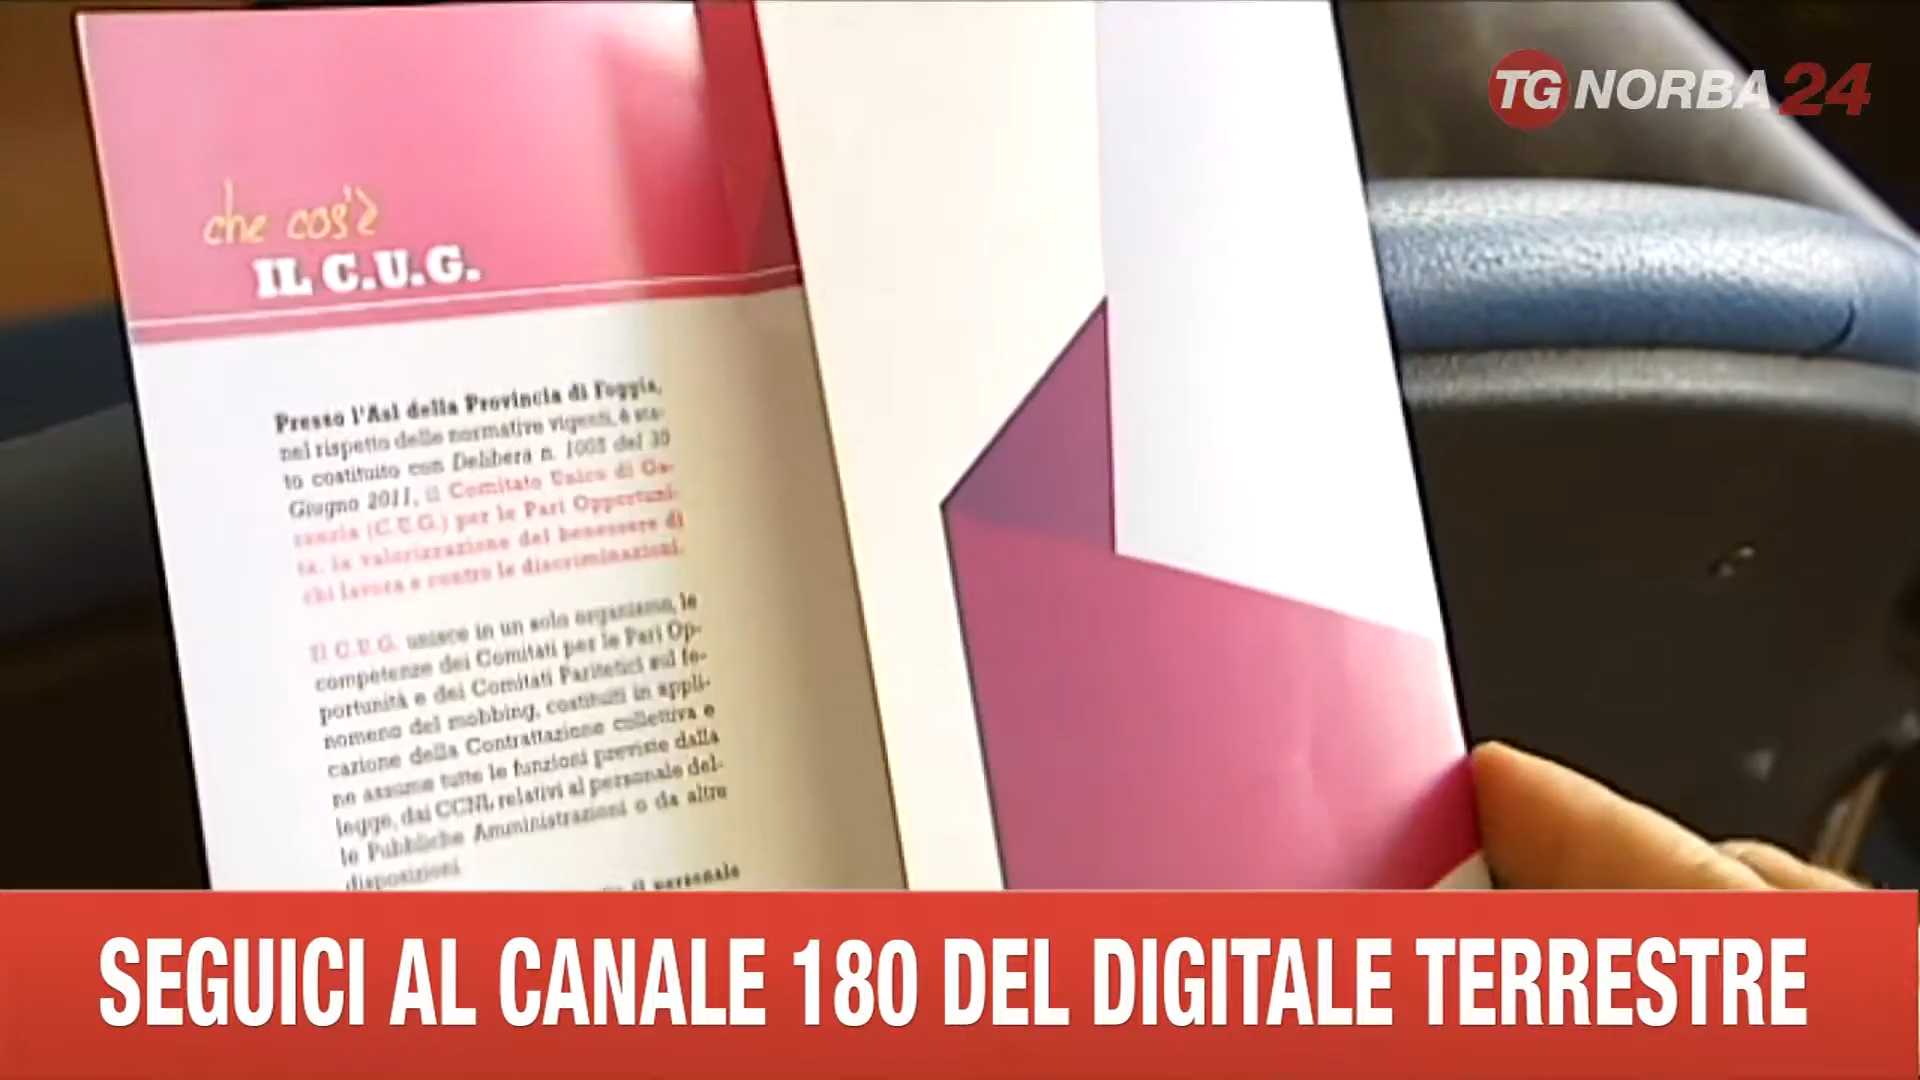 TG NORBA 24
che cos'è
IL C.U.G.
Presso l'Asl della Provincia di Foggia,
nel rispetto delle normative vigenti, è sta-
to costituito con Delibera n. 1005 del 30
Giugno 2011, il Comitato Unico di Ga-
ranzia (C.U.G.) per le Pari Opportuni-
tà, la valorizzazione del benessere di
chi lavora e contro le discriminazioni.
Il C.U.G. unisce in un solo organismo, le
competenze dei Comitati per le Pari Op-
portunità e dei Comitati Paritetici sul fe-
nomeno del mobbing, costituiti in appli-
cazione della Contrattazione collettiva e
ne assume tutte le funzioni previste dalla
legge, dai CCNL relativi al personale del-
le Pubbliche Amministrazioni o da altre
disposizioni
il personale
SEGUICI AL CANALE 180 DEL DIGITALE TERRESTRE